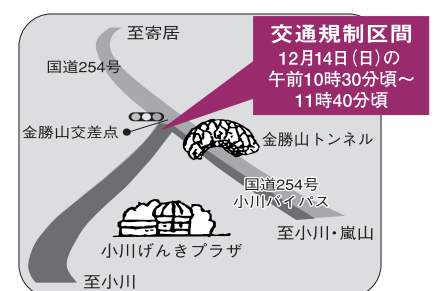 至寄居
国道254号
交通規制区間
12月14日（日）の
午前10時30分頃～
11時40分頃
金勝山交差点
金勝山トンネル
国道254号
小川バイパス
至小川・嵐山
小川げんきプラザ
至小川